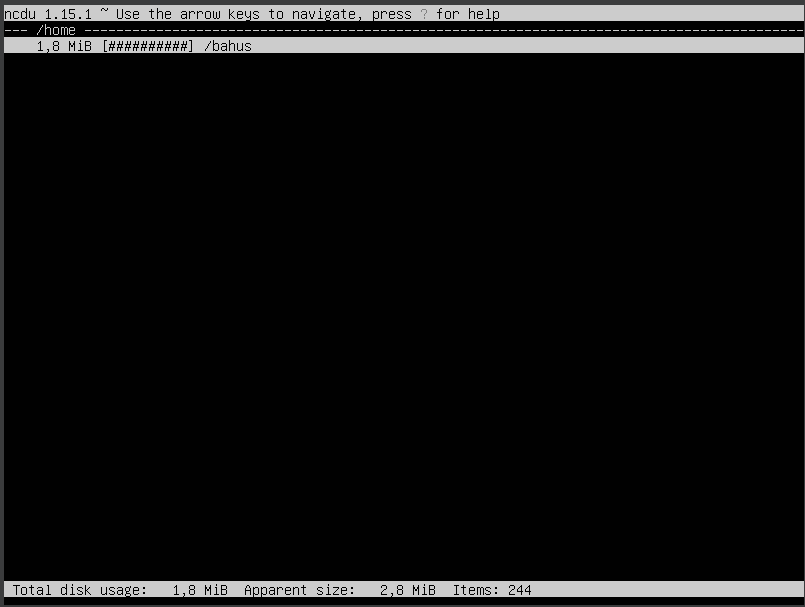 ncdu 1.15.1 ~ Use the arrow keys to navigate, press ? for help
--- /home ------------------------------------------------------------------------------------------
    1,8 MiB [##########] /bahus
 Total disk usage:   1,8 MiB  Apparent size:   2,8 MiB  Items: 244